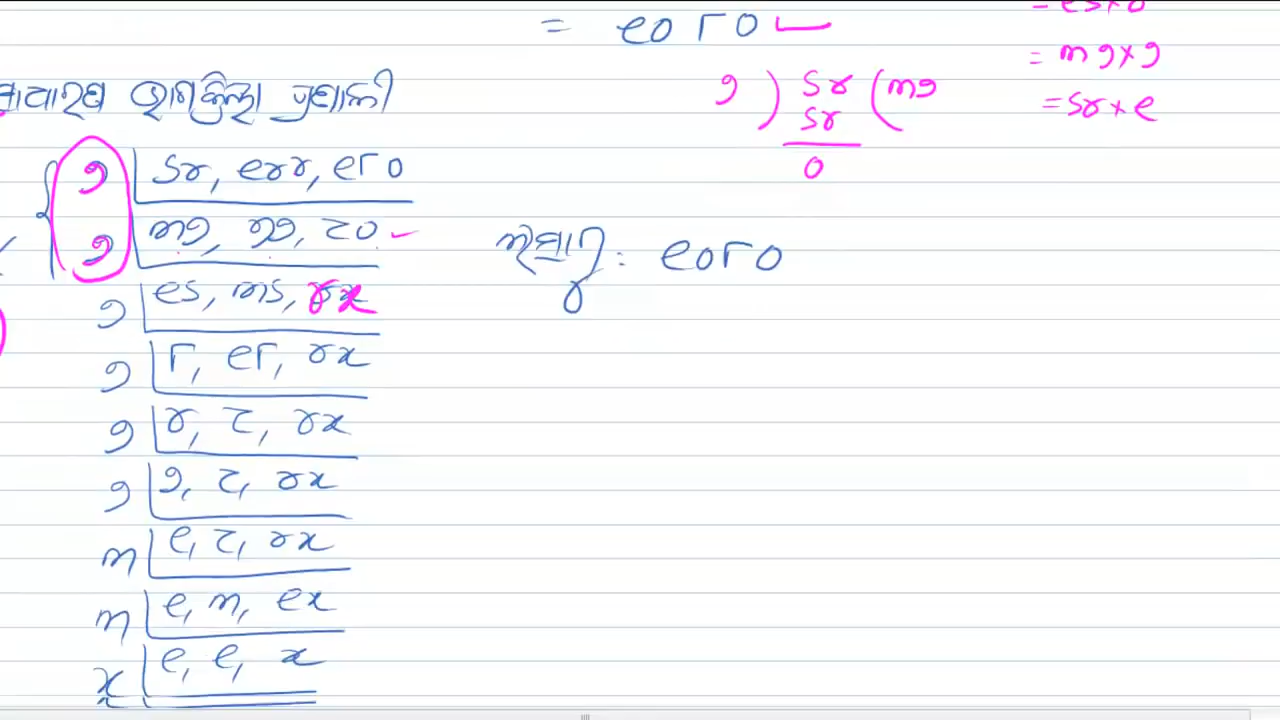 = ୧୦୮୦
= ୩୨×୨
= ୬୪×୧
ସାଧାରଣ ଭାଗକ୍ରିୟା ପ୍ରଣାଳୀ
୨ ) ୬୪ ( ୩୨
୬୪
୦
୨ | ୬୪, ୧୪୪, ୧୮୦
୨ | ୩୨, ୭୨, ୯୦
ଲ.ସା.ଗୁ : ୧୦୮୦
୨ | ୧୬, ୩୬, ୪୫
୨ | ୮, ୧୮, ୪୫
୨ | ୪, ୯, ୪୫
୨ | ୨, ୯, ୪୫
୩ | ୧, ୯, ୪୫
୩ | ୧, ୩, ୧୫
୫ | ୧, ୧, ୫